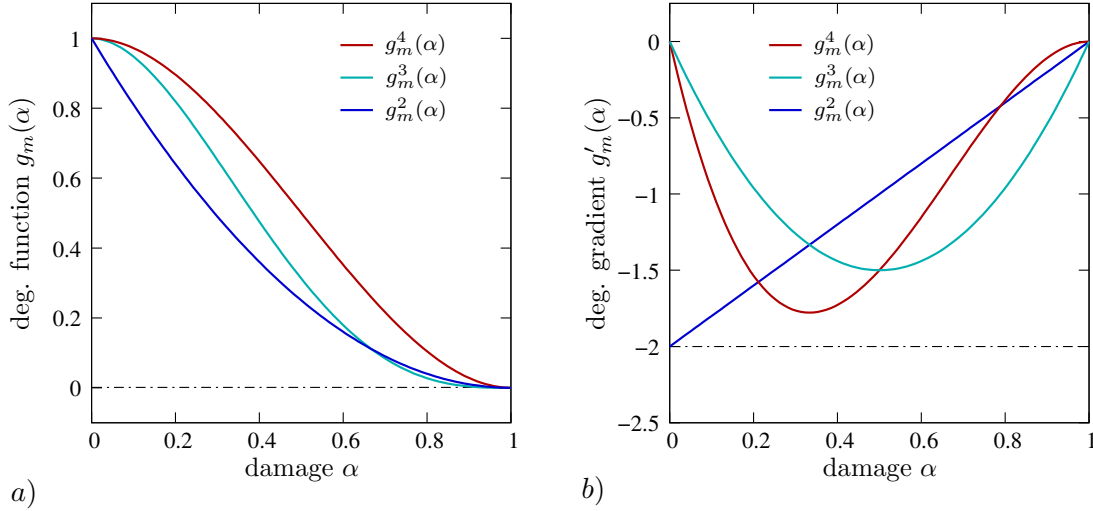 1
0.8
0.6
0.4
0.2
0
0
0.2
0.4
0.6
0.8
1
deg. function g_m(α)
damage α
g_m^4(α)
g_m^3(α)
g_m^2(α)
a)
0
−0.5
−1
−1.5
−2
−2.5
0
0.2
0.4
0.6
0.8
1
deg. gradient g′_m(α)
damage α
g_m^4(α)
g_m^3(α)
g_m^2(α)
b)